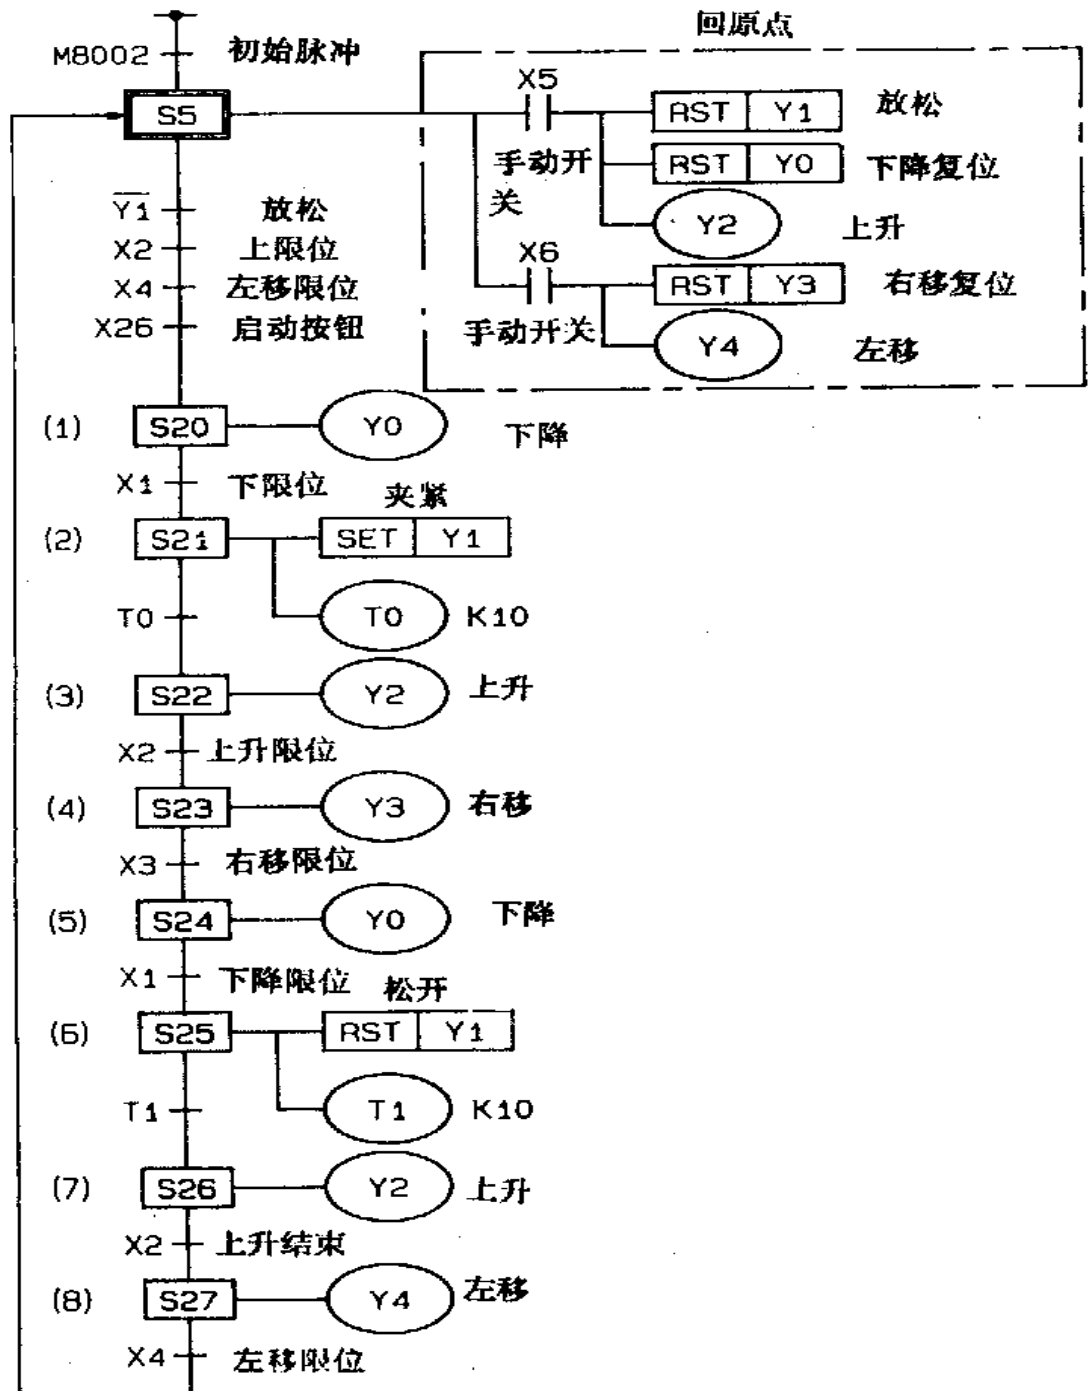 回原点
M8002 初始脉冲
S5
X5
RST Y1 放松
手动开关
RST Y0 下降复位
Y2 上升
X6
RST Y3 右移复位
手动开关
Y4 左移
Y1 放松
X2 上限位
X4 左移限位
X26 启动按钮
(1) S20 Y0 下降
X1 下限位
夹紧
(2) S21 SET Y1
T0 T0 K10
(3) S22 Y2 上升
X2 上升限位
(4) S23 Y3 右移
X3 右移限位
(5) S24 Y0 下降
X1 下降限位
松开
(6) S25 RST Y1
T1 T1 K10
(7) S26 Y2 上升
X2 上升结束
(8) S27 Y4 左移
X4 左移限位